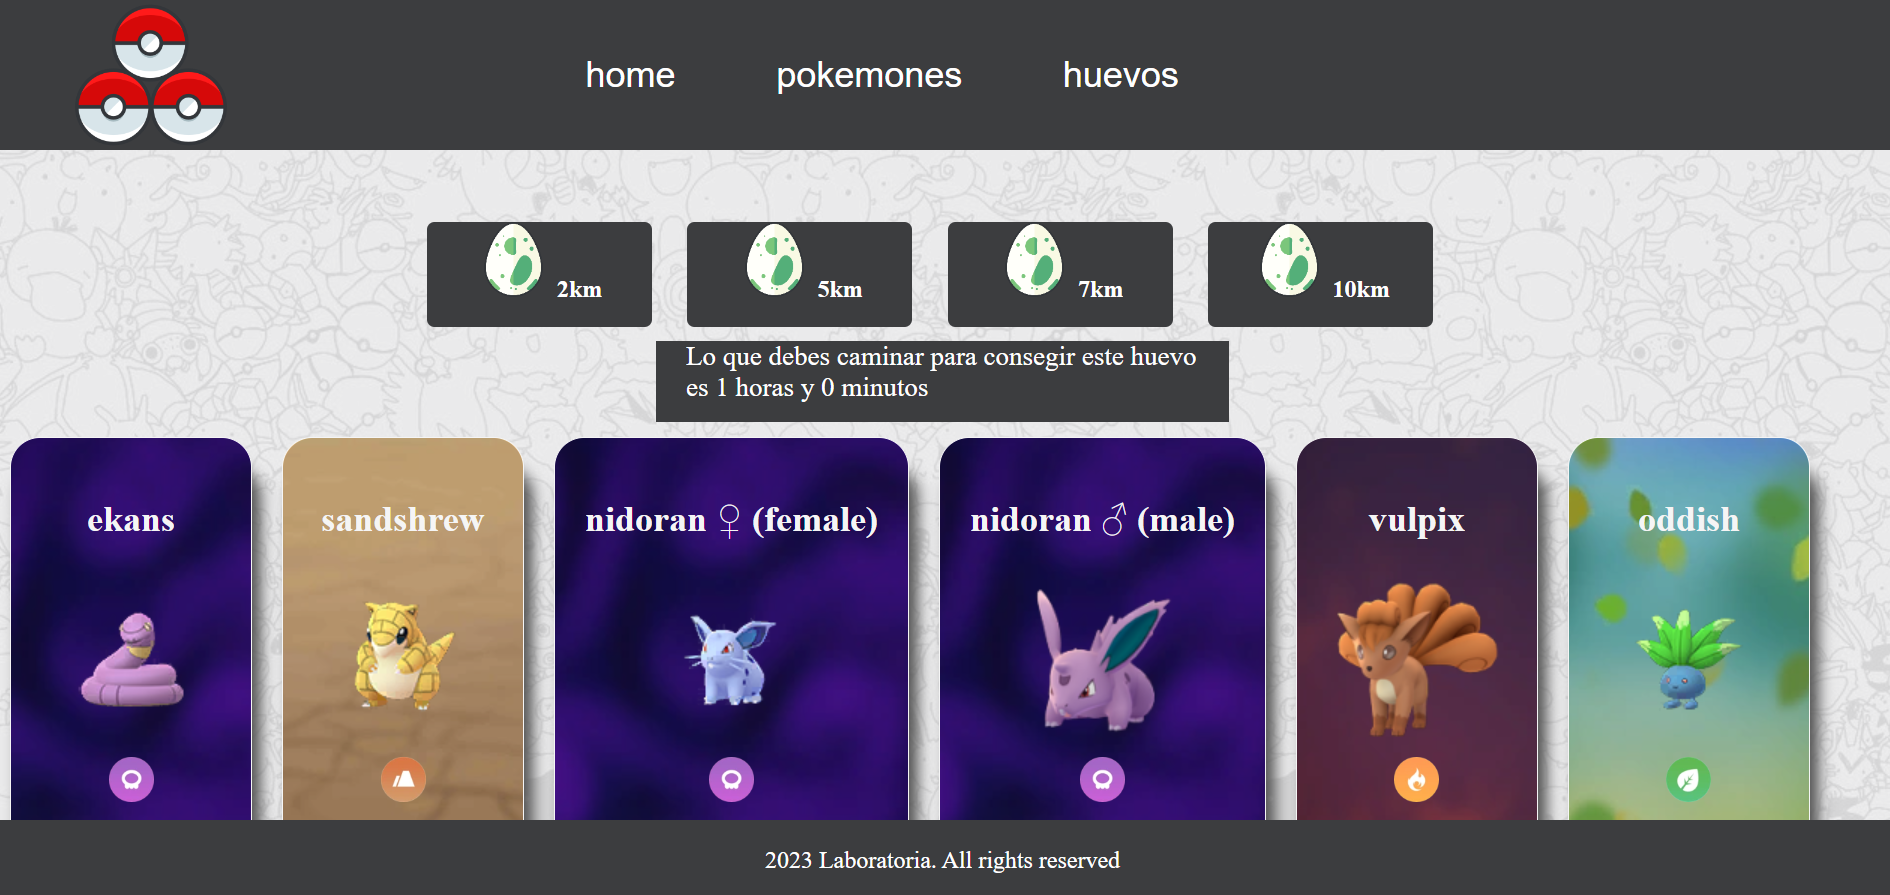 home pokemones huevos
2km 5km 7km 10km
Lo que debes caminar para consegir este huevo
es 1 horas y 0 minutos
ekans sandshrew nidoran ♀ (female) nidoran ♂ (male) vulpix oddish
2023 Laboratoria. All rights reserved